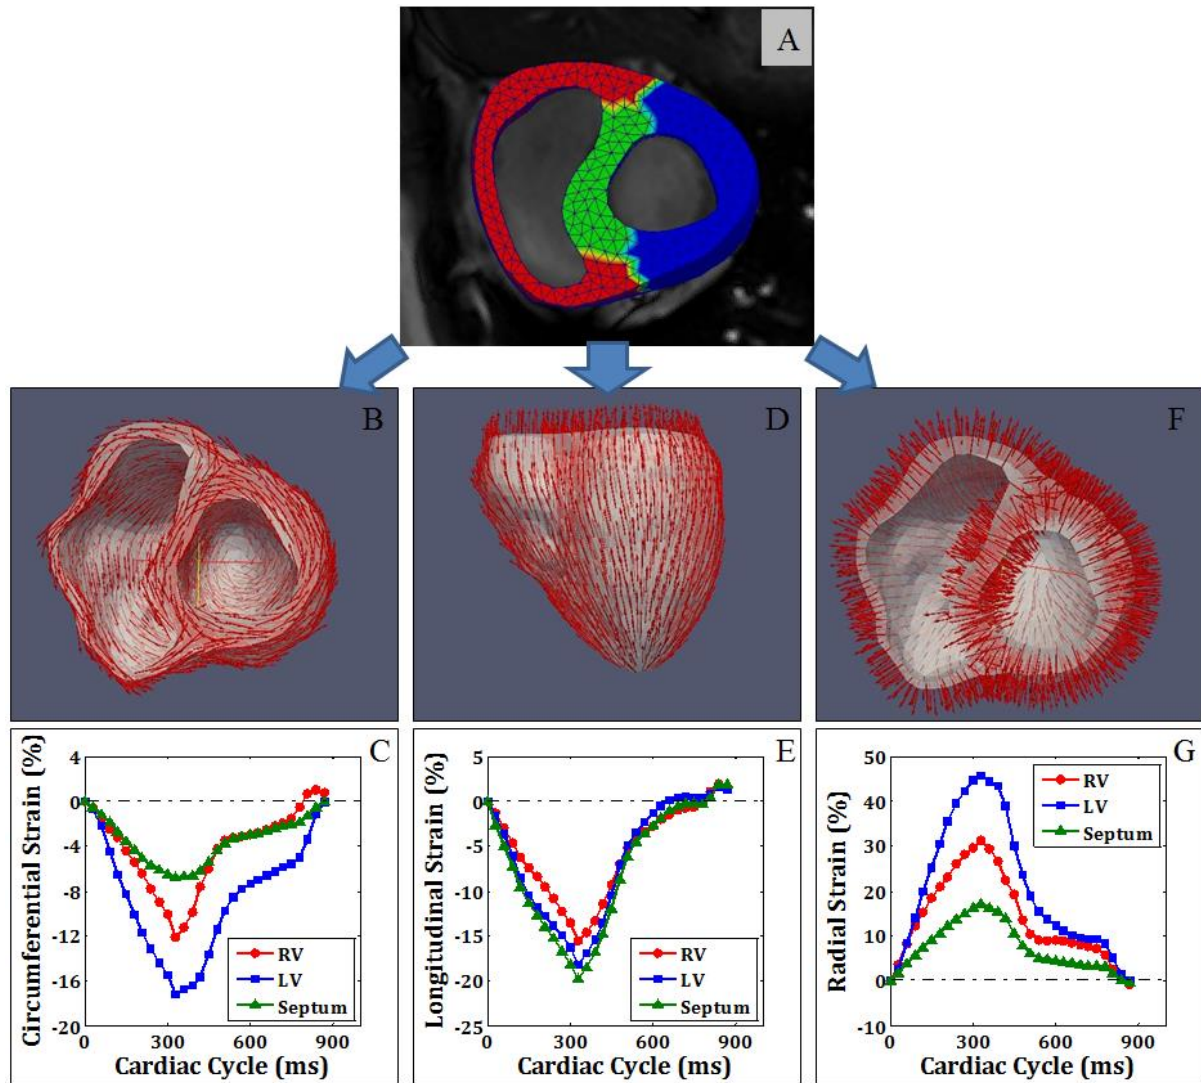 A
B
D
F
C
Circumferential Strain (%)
4
0
-4
-8
-12
-16
-20
RV
LV
Septum
0 300 600 900
Cardiac Cycle (ms)
E
Longitudinal Strain (%)
5
0
-5
-10
-15
-20
-25
RV
LV
Septum
0 300 600 900
Cardiac Cycle (ms)
G
Radial Strain (%)
50
40
30
20
10
0
-10
RV
LV
Septum
0 300 600 900
Cardiac Cycle (ms)